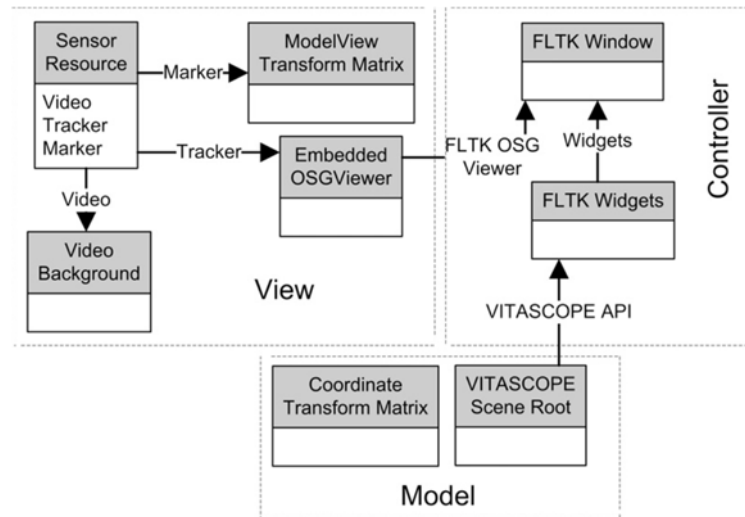 Sensor
Resource
Video
Tracker
Marker
Marker
ModelView
Transform Matrix
Tracker
Embedded
OSGViewer
Video
Video
Background
View
FLTK Window
FLTK OSG
Viewer
Widgets
FLTK Widgets
Controller
VITASCOPE API
Coordinate
Transform Matrix
VITASCOPE
Scene Root
Model